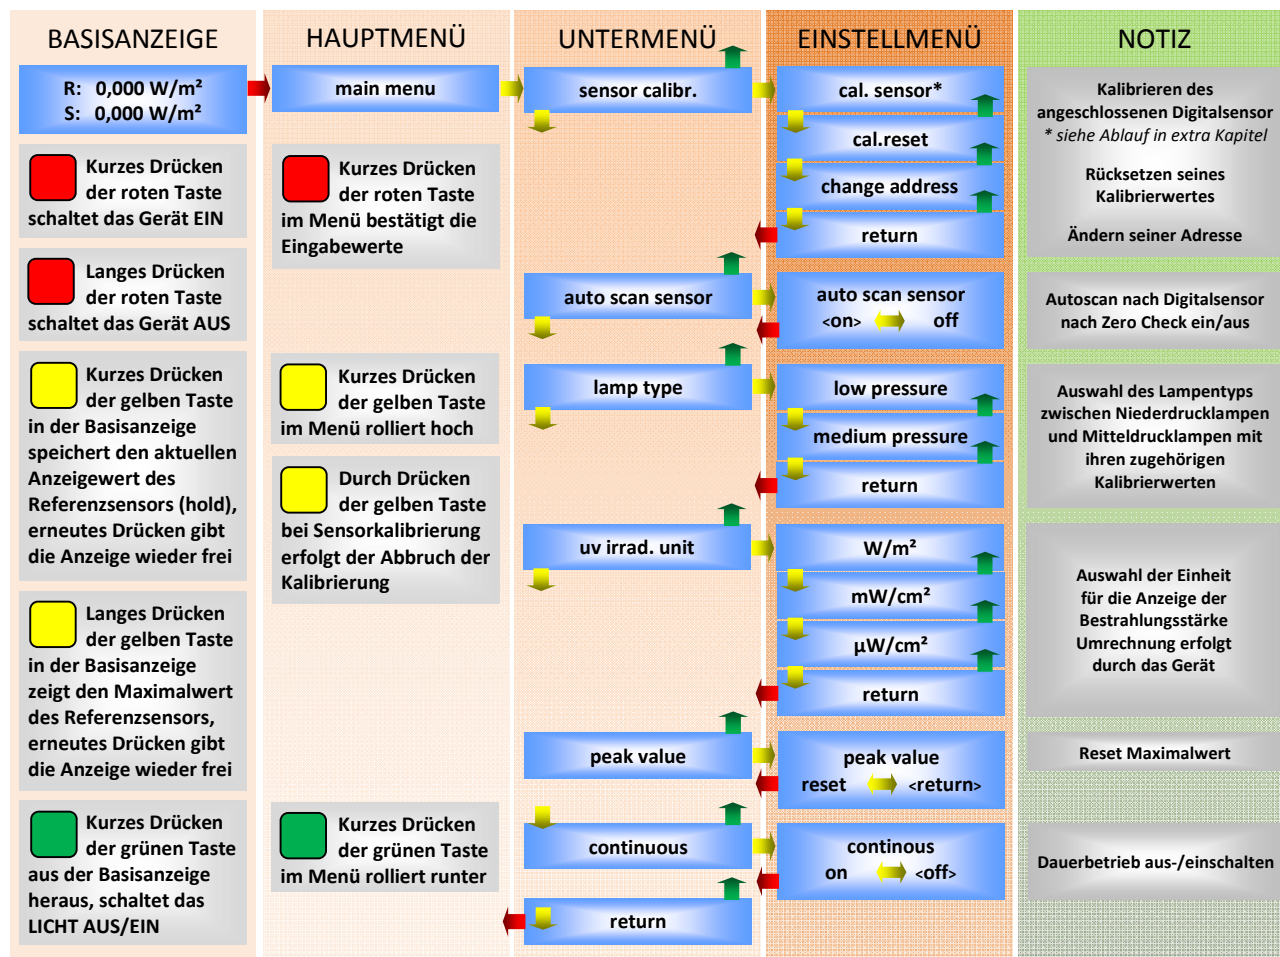 BASISANZEIGE
R: 0,000 W/m²
S: 0,000 W/m²
Kurzes Drücken
der roten Taste
schaltet das Gerät EIN
Langes Drücken
der roten Taste
schaltet das Gerät AUS
Kurzes Drücken
der gelben Taste
in der Basisanzeige
speichert den aktuellen
Anzeigewert des
Referenzsensors (hold),
erneutes Drücken gibt
die Anzeige wieder frei
Langes Drücken
der gelben Taste
in der Basisanzeige
zeigt den Maximalwert
des Referenzsensors,
erneutes Drücken gibt
die Anzeige wieder frei
Kurzes Drücken
der grünen Taste
aus der Basisanzeige
heraus, schaltet das
LICHT AUS/EIN
HAUPTMENÜ
main menu
Kurzes Drücken
der roten Taste
im Menü bestätigt die
Eingabewerte
Kurzes Drücken
der gelben Taste
im Menü rolliert hoch
Durch Drücken
der gelben Taste
bei Sensorkalibrierung
erfolgt der Abbruch der
Kalibrierung
Kurzes Drücken
der grünen Taste
im Menü rolliert runter
UNTERMENÜ
sensor calibr.
auto scan sensor
lamp type
uv irrad. unit
peak value
continuous
return
EINSTELLMENÜ
cal. sensor*
cal.reset
change address
return
auto scan sensor
<on> off
low pressure
medium pressure
return
W/m²
mW/cm²
µW/cm²
return
peak value
reset <return>
continous
on <off>
NOTIZ
Kalibrieren des
angeschlossenen Digitalsensor
* siehe Ablauf in extra Kapitel
Rücksetzen seines
Kalibrierwertes
Ändern seiner Adresse
Autoscan nach Digitalsensor
nach Zero Check ein/aus
Auswahl des Lampentyps
zwischen Niederdrucklampen
und Mitteldrucklampen mit
ihren zugehörigen
Kalibrierwerten
Auswahl der Einheit
für die Anzeige der
Bestrahlungsstärke
Umrechnung erfolgt
durch das Gerät
Reset Maximalwert
Dauerbetrieb aus-/einschalten